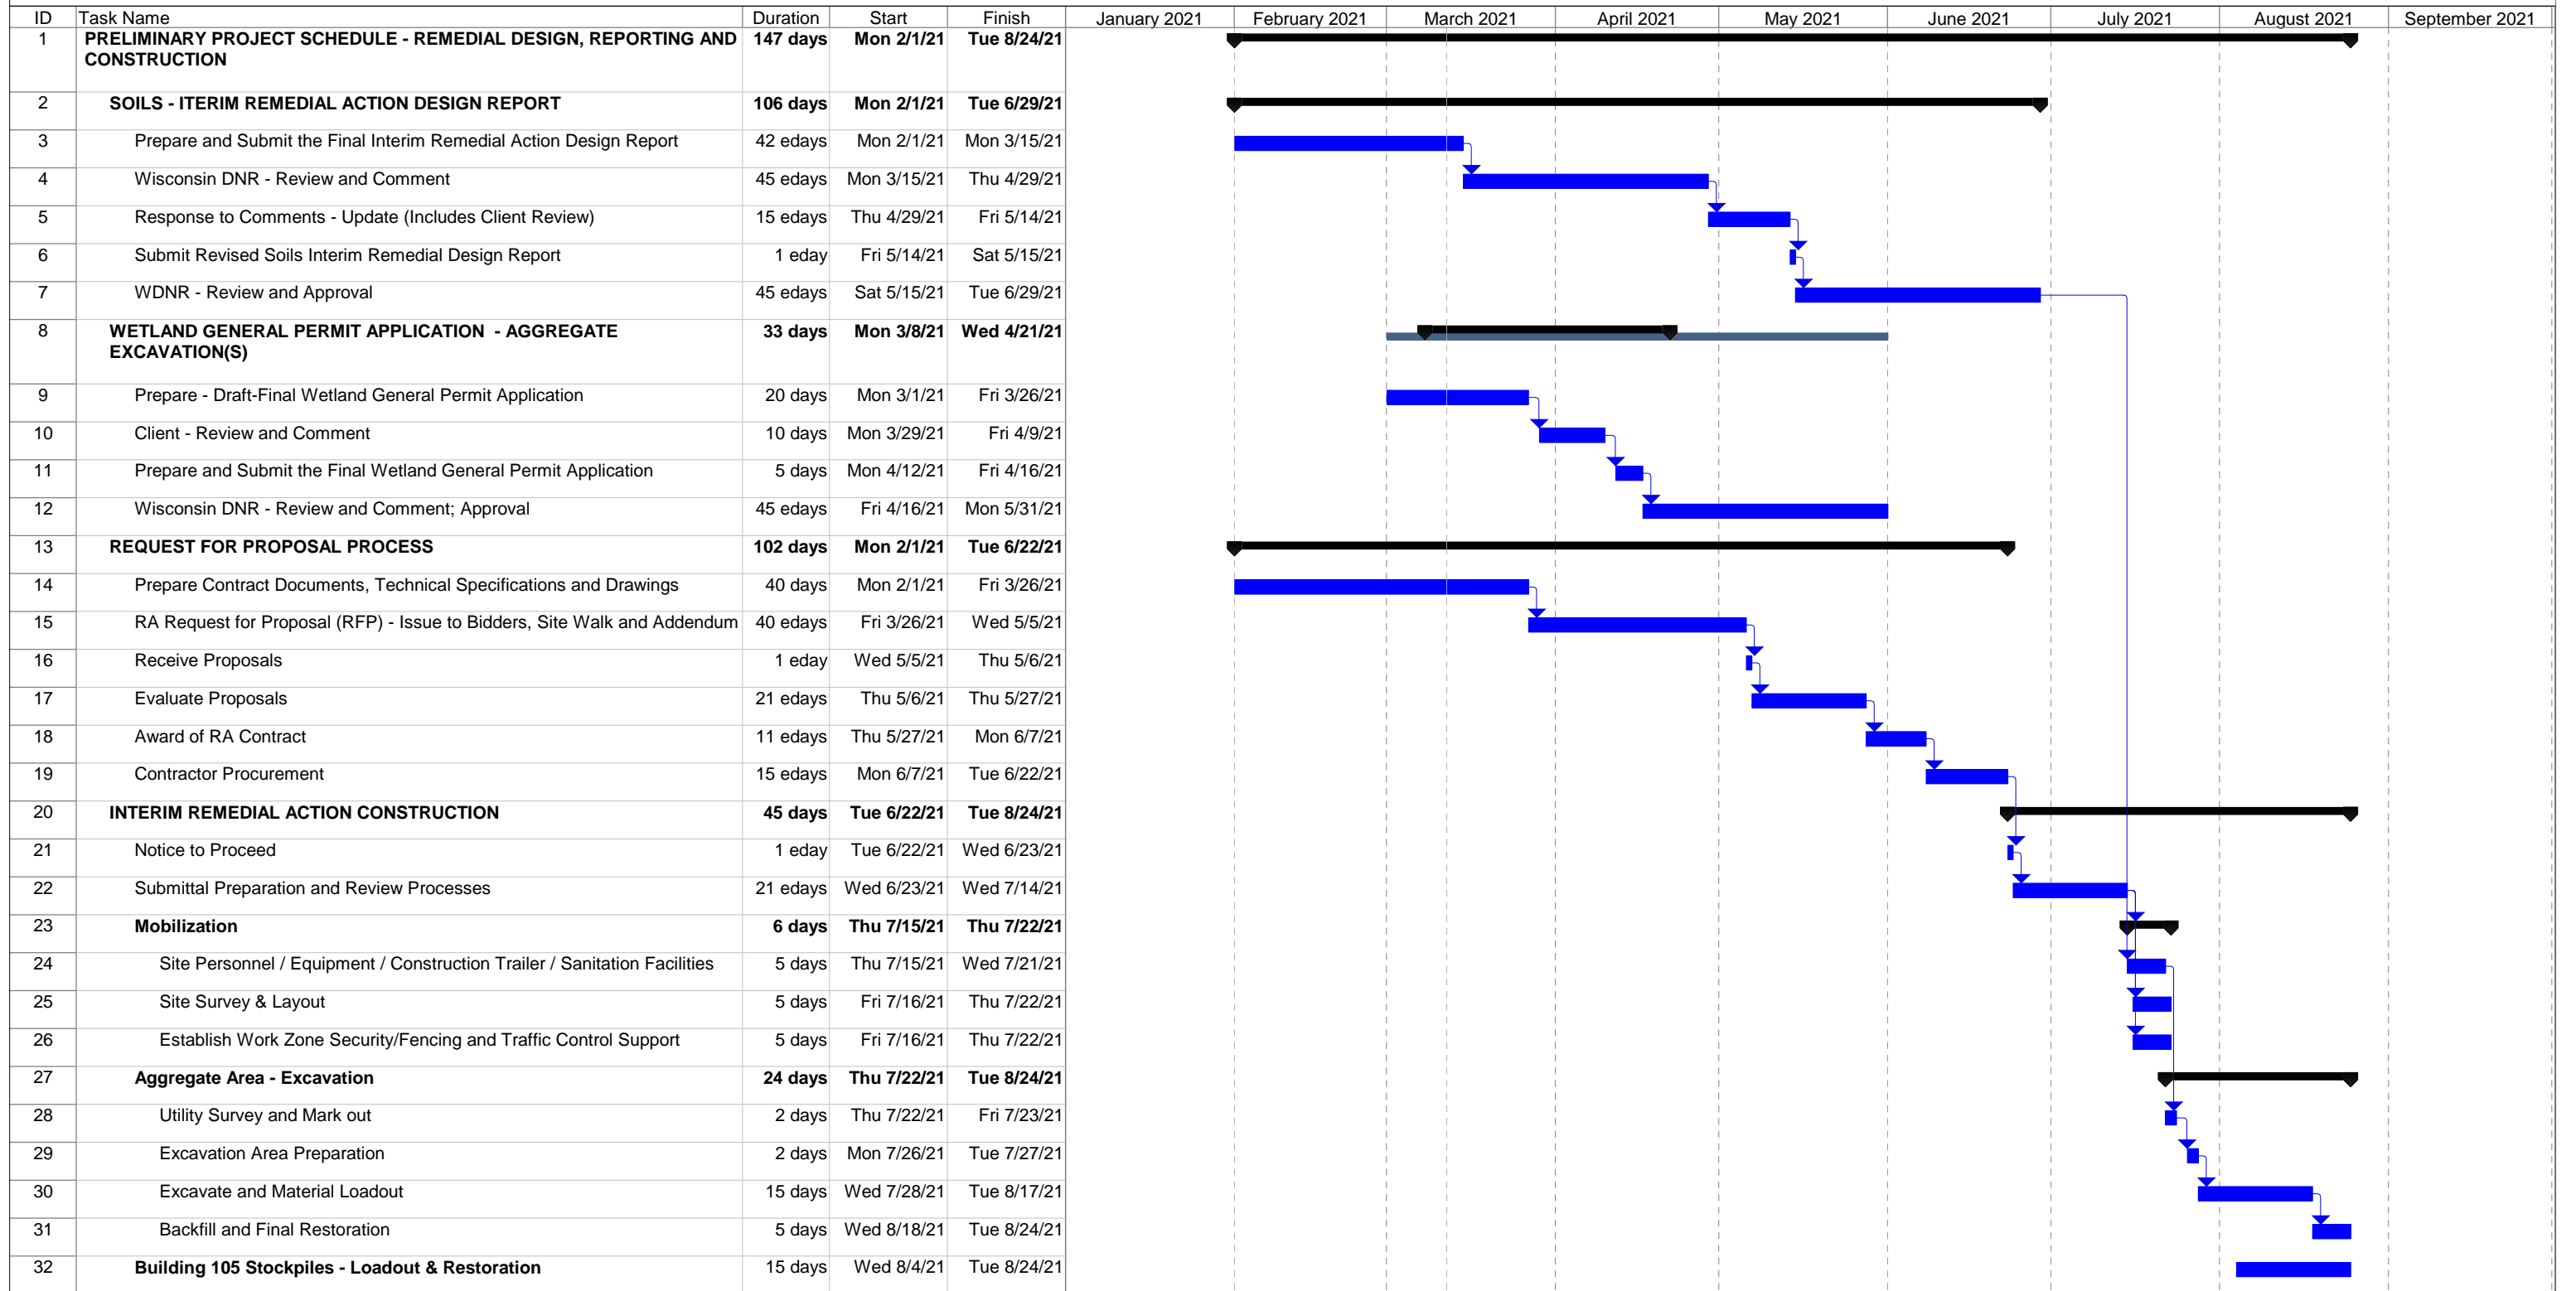 ID Task Name Duration Start Finish January 2021 February 2021 March 2021 April 2021 May 2021 June 2021 July 2021 August 2021 September 2021
1 PRELIMINARY PROJECT SCHEDULE - REMEDIAL DESIGN, REPORTING AND 147 days Mon 2/1/21 Tue 8/24/21
CONSTRUCTION
2 SOILS - ITERIM REMEDIAL ACTION DESIGN REPORT 106 days Mon 2/1/21 Tue 6/29/21
3 Prepare and Submit the Final Interim Remedial Action Design Report 42 edays Mon 2/1/21 Mon 3/15/21
4 Wisconsin DNR - Review and Comment 45 edays Mon 3/15/21 Thu 4/29/21
5 Response to Comments - Update (Includes Client Review) 15 edays Thu 4/29/21 Fri 5/14/21
6 Submit Revised Soils Interim Remedial Design Report 1 eday Fri 5/14/21 Sat 5/15/21
7 WDNR - Review and Approval 45 edays Sat 5/15/21 Tue 6/29/21
8 WETLAND GENERAL PERMIT APPLICATION - AGGREGATE 33 days Mon 3/8/21 Wed 4/21/21
EXCAVATION(S)
9 Prepare - Draft-Final Wetland General Permit Application 20 days Mon 3/1/21 Fri 3/26/21
10 Client - Review and Comment 10 days Mon 3/29/21 Fri 4/9/21
11 Prepare and Submit the Final Wetland General Permit Application 5 days Mon 4/12/21 Fri 4/16/21
12 Wisconsin DNR - Review and Comment; Approval 45 edays Fri 4/16/21 Mon 5/31/21
13 REQUEST FOR PROPOSAL PROCESS 102 days Mon 2/1/21 Tue 6/22/21
14 Prepare Contract Documents, Technical Specifications and Drawings 40 days Mon 2/1/21 Fri 3/26/21
15 RA Request for Proposal (RFP) - Issue to Bidders, Site Walk and Addendum 40 edays Fri 3/26/21 Wed 5/5/21
16 Receive Proposals 1 eday Wed 5/5/21 Thu 5/6/21
17 Evaluate Proposals 21 edays Thu 5/6/21 Thu 5/27/21
18 Award of RA Contract 11 edays Thu 5/27/21 Mon 6/7/21
19 Contractor Procurement 15 edays Mon 6/7/21 Tue 6/22/21
20 INTERIM REMEDIAL ACTION CONSTRUCTION 45 days Tue 6/22/21 Tue 8/24/21
21 Notice to Proceed 1 eday Tue 6/22/21 Wed 6/23/21
22 Submittal Preparation and Review Processes 21 edays Wed 6/23/21 Wed 7/14/21
23 Mobilization 6 days Thu 7/15/21 Thu 7/22/21
24 Site Personnel / Equipment / Construction Trailer / Sanitation Facilities 5 days Thu 7/15/21 Wed 7/21/21
25 Site Survey & Layout 5 days Fri 7/16/21 Thu 7/22/21
26 Establish Work Zone Security/Fencing and Traffic Control Support 5 days Fri 7/16/21 Thu 7/22/21
27 Aggregate Area - Excavation 24 days Thu 7/22/21 Tue 8/24/21
28 Utility Survey and Mark out 2 days Thu 7/22/21 Fri 7/23/21
29 Excavation Area Preparation 2 days Mon 7/26/21 Tue 7/27/21
30 Excavate and Material Loadout 15 days Wed 7/28/21 Tue 8/17/21
31 Backfill and Final Restoration 5 days Wed 8/18/21 Tue 8/24/21
32 Building 105 Stockpiles - Loadout & Restoration 15 days Wed 8/4/21 Tue 8/24/21